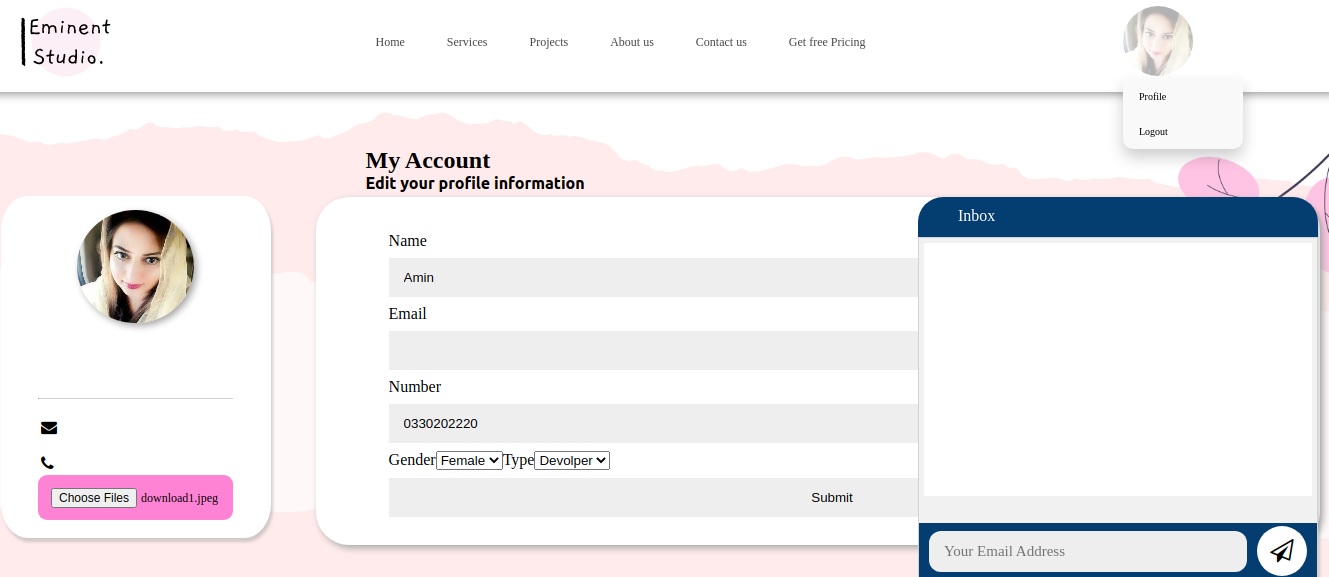 Eminent
Studio.
Home Services Projects About us Contact us Get free Pricing
Profile
Logout
My Account
Edit your profile information
Inbox
Name
Amin
Email
Number
0330202220
Gender Female Type Devolper
Choose Files download1.jpeg
Submit
Your Email Address